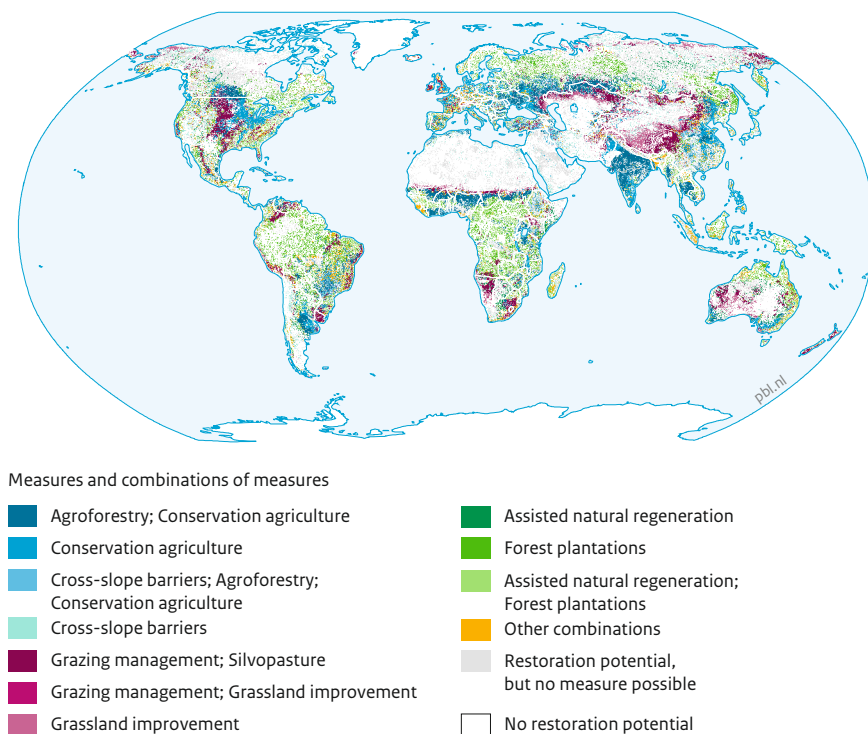 pbl.nl
Measures and combinations of measures
Agroforestry; Conservation agriculture
Conservation agriculture
Cross-slope barriers; Agroforestry;
Conservation agriculture
Cross-slope barriers
Grazing management; Silvopasture
Grazing management; Grassland improvement
Grassland improvement
Assisted natural regeneration
Forest plantations
Assisted natural regeneration;
Forest plantations
Other combinations
Restoration potential,
but no measure possible
No restoration potential